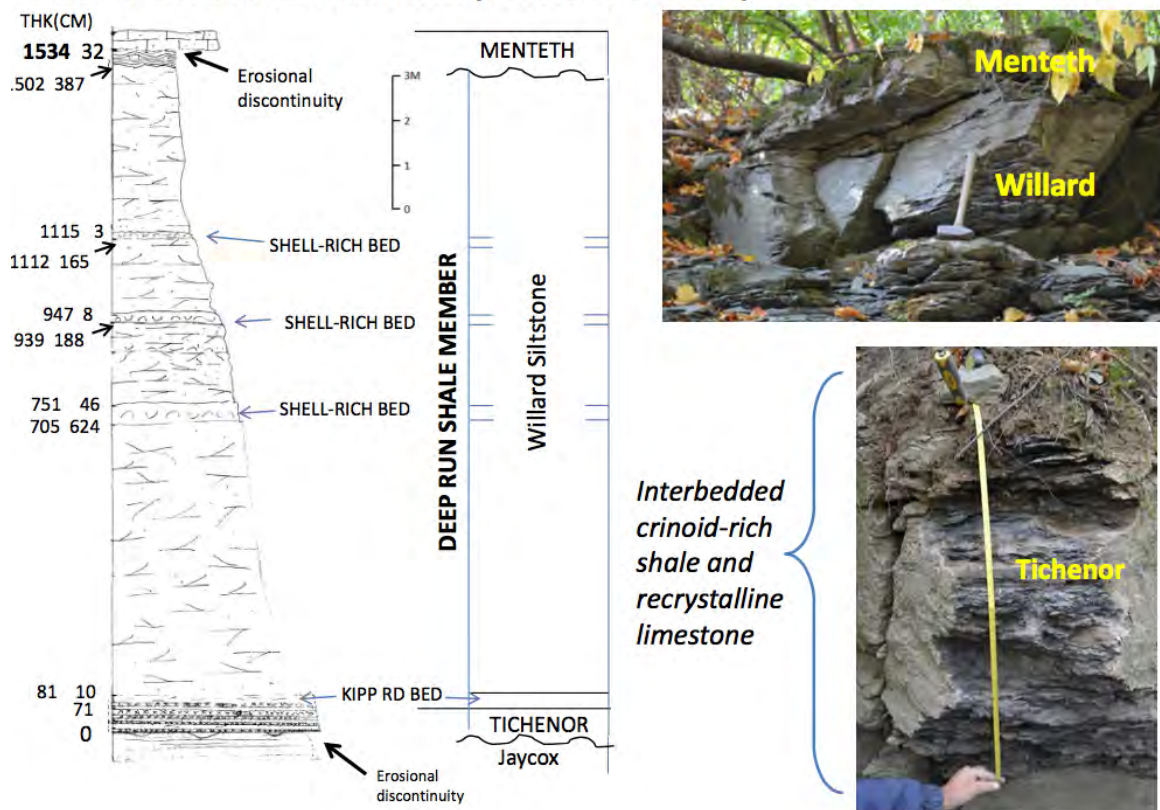 THK(CM)
1534 32
.502 387
Erosional
discontinuity
3M
2
1
0
MENTETH
1115 3
1112 165
SHELL-RICH BED
947 8
939 188
SHELL-RICH BED
751 46
705 624
SHELL-RICH BED
DEEP RUN SHALE MEMBER
Willard Siltstone
81 10
71
0
KIPP RD BED
TICHENOR
Jaycox
Erosional
discontinuity
Menteth
Willard
Interbedded
crinoid-rich
shale and
recrystalline
limestone
Tichenor